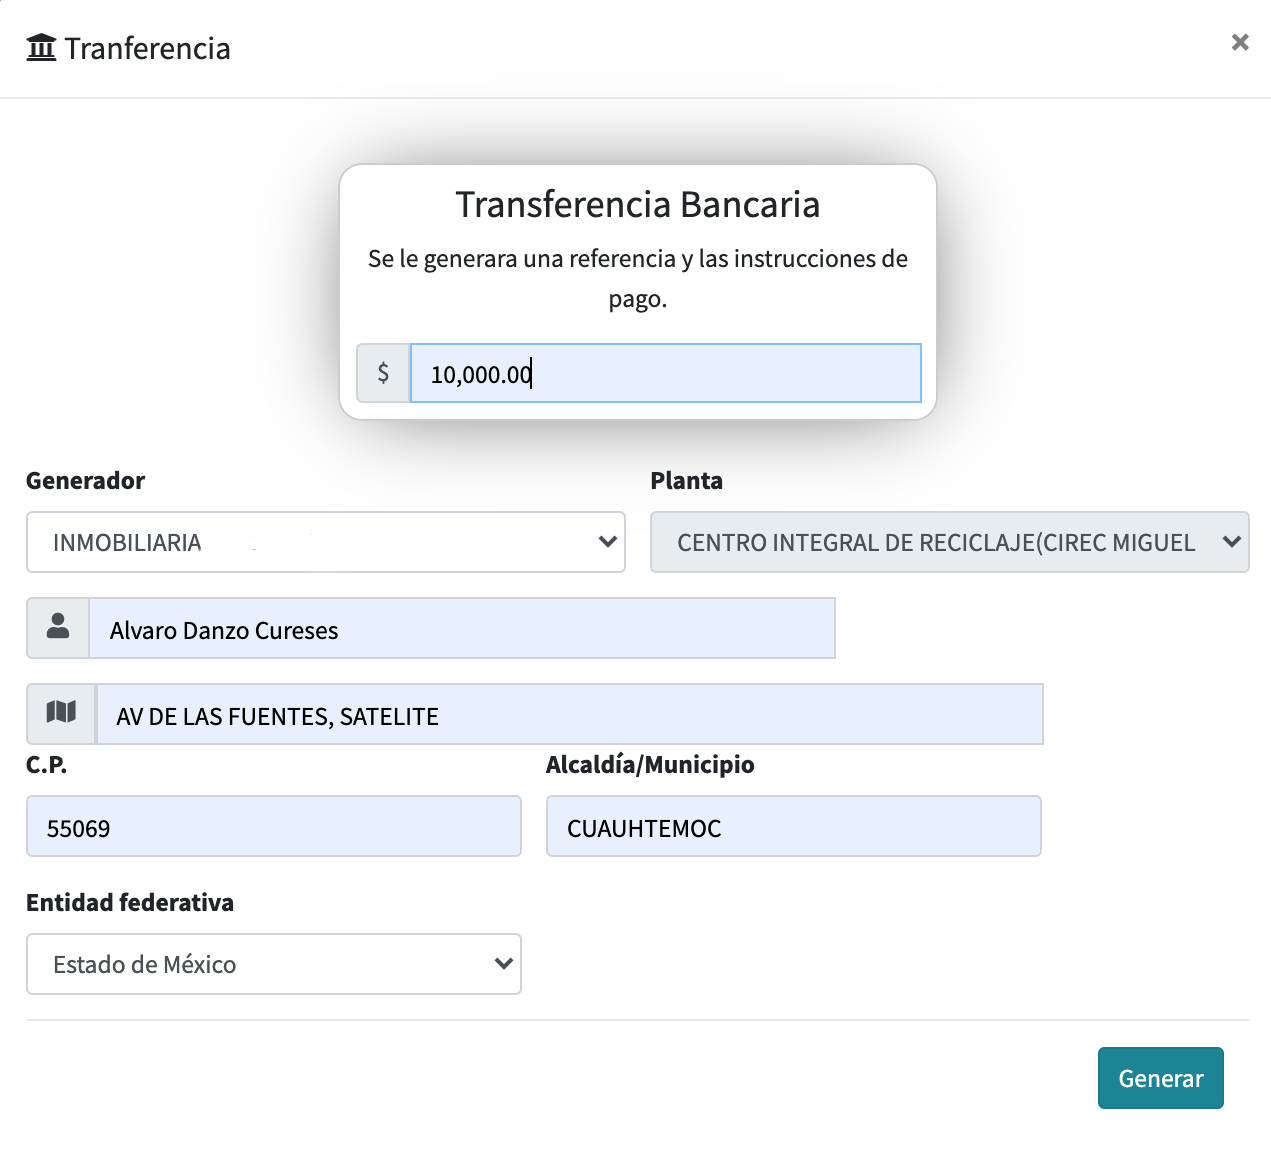 Tranferencia
Transferencia Bancaria
Se le generara una referencia y las instrucciones de
pago.
$ 10,000.00
Generador
Planta
INMOBILIARIA
CENTRO INTEGRAL DE RECICLAJE(CIREC MIGUEL
Alvaro Danzo Cureses
AV DE LAS FUENTES, SATELITE
C.P.
Alcaldía/Municipio
55069
CUAUHTEMOC
Entidad federativa
Estado de México
Generar